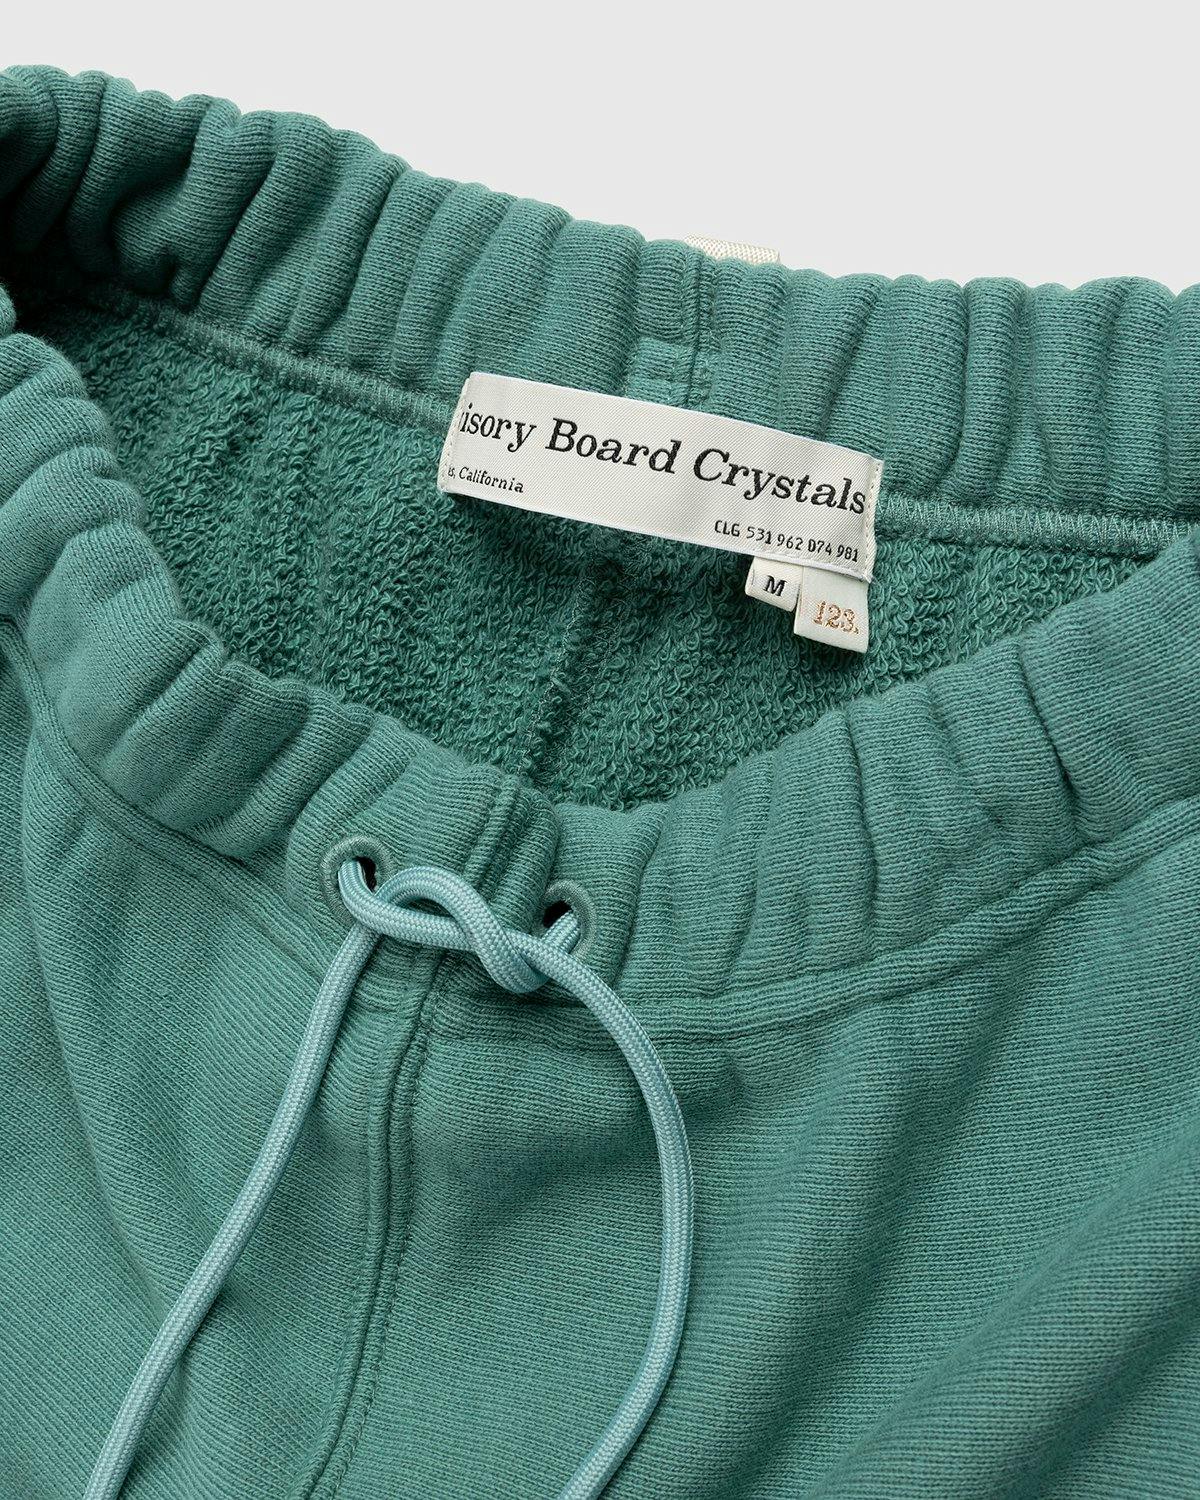 isory Board Crystals
s, California
CLG 531 962 074 981
M
123.